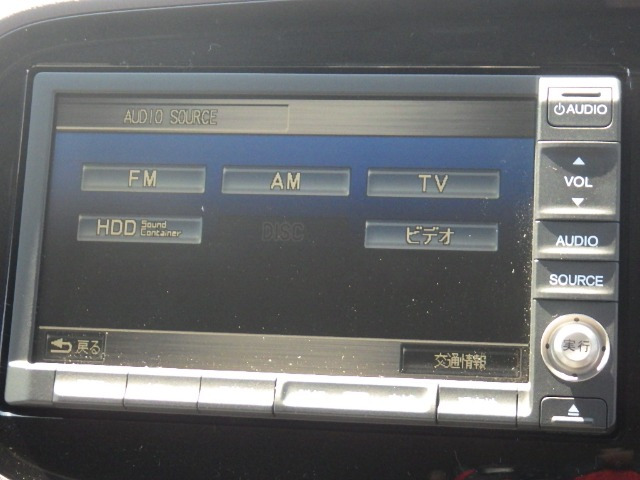 AUDIO SOURCE
AUDIO
FM AM TV
VOL
HDD Sound Container DISC ビデオ
AUDIO
SOURCE
戻る 交通情報
実行